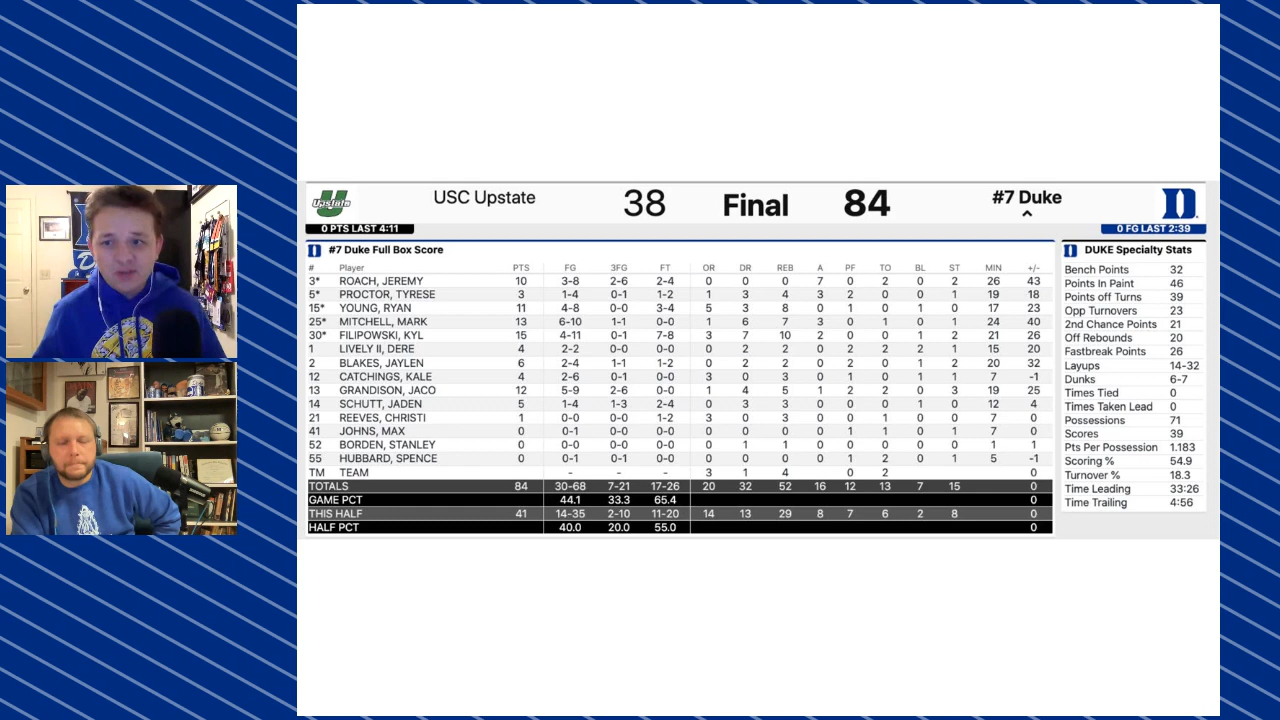 Upstate
USC Upstate 38 Final 84 #7 Duke
0 PTS LAST 4:11
0 FG LAST 2:39
#7 Duke Full Box Score
# Player PTS FG 3FG FT OR DR REB A PF TO BL ST MIN +/-
3* ROACH, JEREMY 10 3-8 2-6 2-4 0 0 0 7 0 2 0 2 26 43
5* PROCTOR, TYRESE 3 1-4 0-1 1-2 1 3 4 3 2 0 0 1 19 18
15* YOUNG, RYAN 11 4-8 0-0 3-4 5 3 8 0 1 0 1 0 17 23
25* MITCHELL, MARK 13 6-10 1-1 0-0 1 6 7 3 0 1 0 1 24 40
30* FILIPOWSKI, KYL 15 4-11 0-1 7-8 3 7 10 2 0 0 1 2 21 26
1 LIVELY II, DERE 4 2-2 0-0 0-0 0 2 2 0 2 2 2 1 15 20
2 BLAKES, JAYLEN 6 2-4 1-1 1-2 0 2 2 0 2 0 1 2 20 32
12 CATCHINGS, KALE 4 2-6 0-1 0-0 3 0 3 0 1 0 1 1 7 -1
13 GRANDISON, JACO 12 5-9 2-6 0-0 1 4 5 1 2 2 0 3 19 25
14 SCHUTT, JADEN 5 1-4 1-3 2-4 0 3 3 0 0 0 1 0 12 4
21 REEVES, CHRISTI 1 0-0 0-0 1-2 3 0 3 0 0 1 0 0 7 0
41 JOHNS, MAX 0 0-1 0-0 0-0 0 0 0 0 1 1 0 1 7 0
52 BORDEN, STANLEY 0 0-0 0-0 0-0 0 1 1 0 0 0 0 0 1 1
55 HUBBARD, SPENCE 0 0-1 0-1 0-0 0 0 0 0 1 2 0 1 5 -1
TM TEAM - - - 3 1 4 0 2 0
TOTALS 84 30-68 7-21 17-26 20 32 52 16 12 13 7 15
GAME PCT 44.1 33.3 65.4 0
THIS HALF 41 14-35 2-10 11-20 14 13 29 8 7 6 2 8 0
HALF PCT 40.0 20.0 55.0 0
DUKE Specialty Stats
Bench Points 32
Points In Paint 46
Points off Turns 39
Opp Turnovers 23
2nd Chance Points 21
Off Rebounds 20
Fastbreak Points 26
Layups 14-32
Dunks 6-7
Times Tied 0
Times Taken Lead 0
Possessions 71
Scores 39
Pts Per Possession 1.183
Scoring % 54.9
Turnover % 18.3
Time Leading 33:26
Time Trailing 4:56